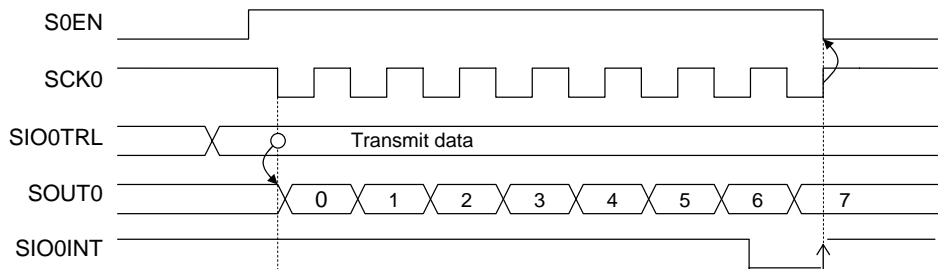 S0EN
SCK0
SIO0TRL Transmit data
SOUT0 0 1 2 3 4 5 6 7
SIO0INT